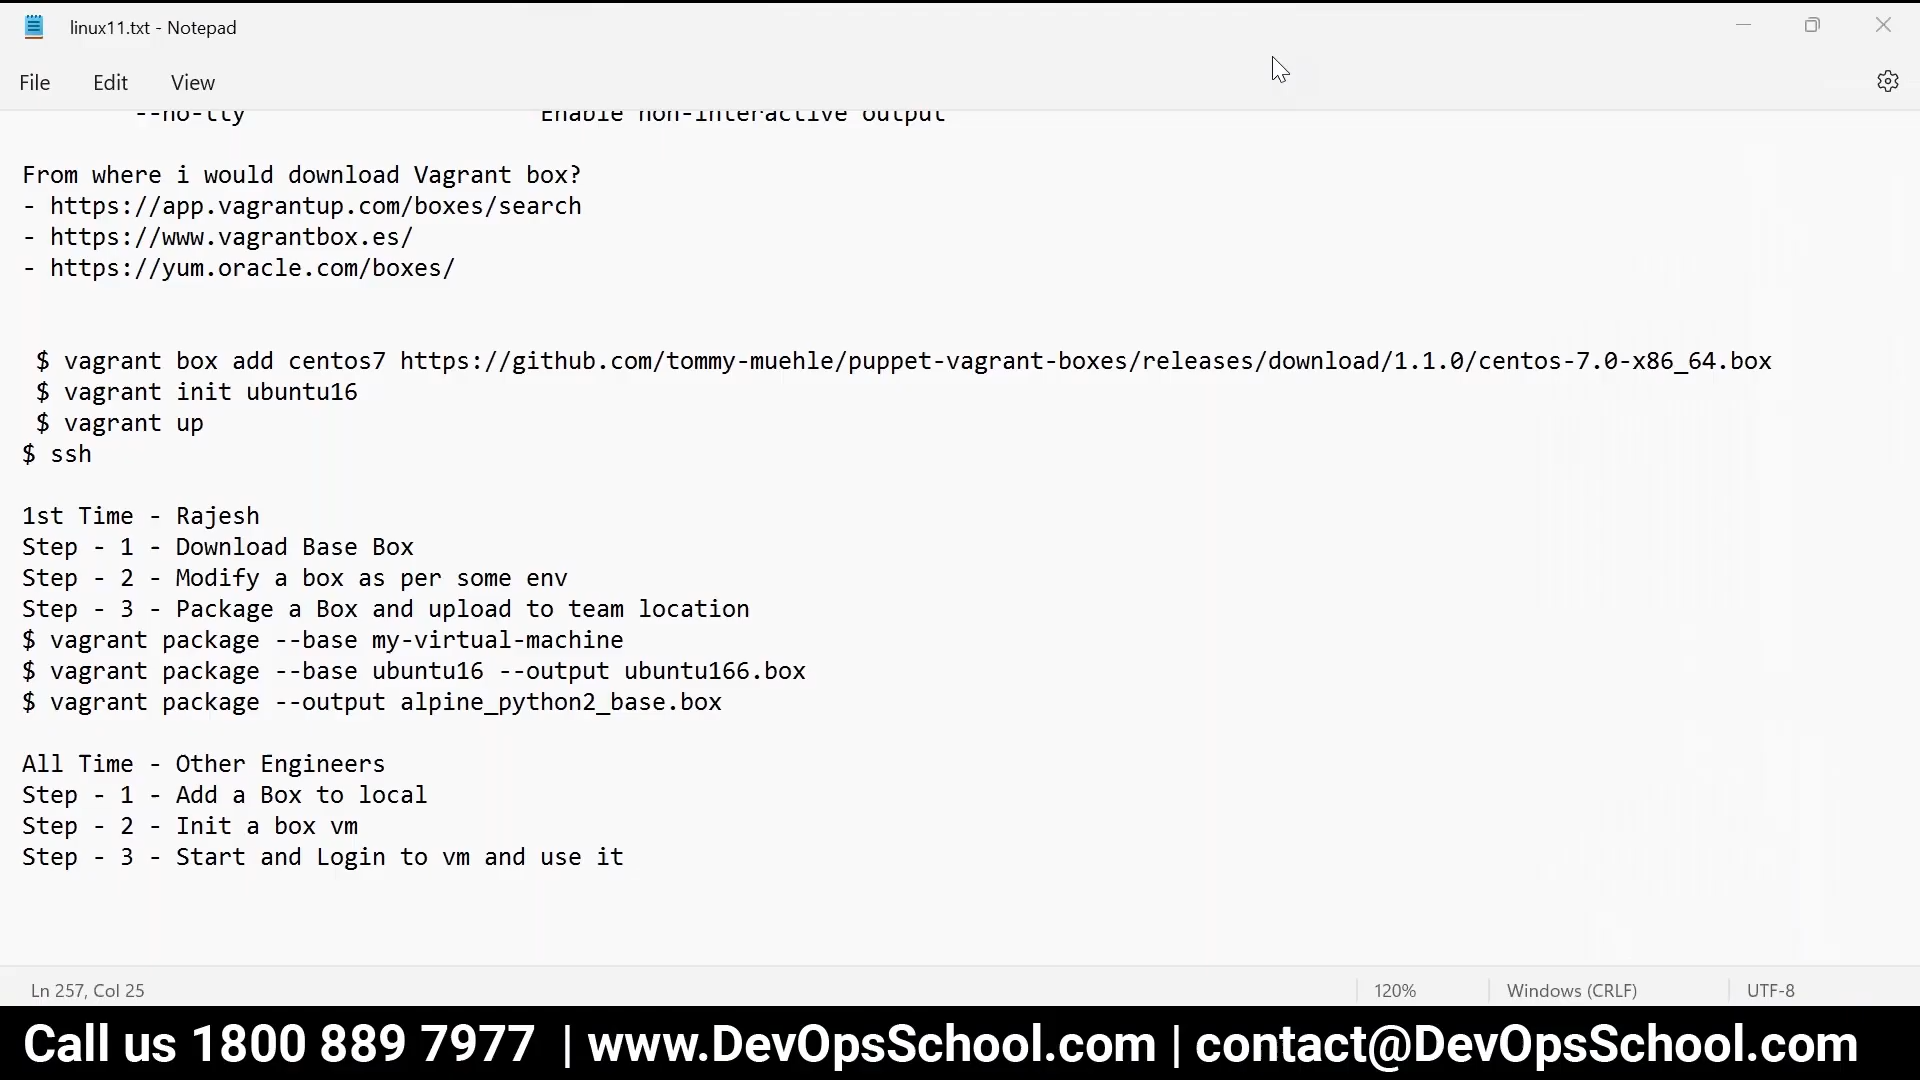 linux11.txt - Notepad
File Edit View
--no-tty Enable non-interactive output
From where i would download Vagrant box?
- https://app.vagrantup.com/boxes/search
- https://www.vagrantbox.es/
- https://yum.oracle.com/boxes/
$ vagrant box add centos7 https://github.com/tommy-muehle/puppet-vagrant-boxes/releases/download/1.1.0/centos-7.0-x86_64.box
$ vagrant init ubuntu16
$ vagrant up
$ ssh
1st Time - Rajesh
Step - 1 - Download Base Box
Step - 2 - Modify a box as per some env
Step - 3 - Package a Box and upload to team location
$ vagrant package --base my-virtual-machine
$ vagrant package --base ubuntu16 --output ubuntu166.box
$ vagrant package --output alpine_python2_base.box
All Time - Other Engineers
Step - 1 - Add a Box to local
Step - 2 - Init a box vm
Step - 3 - Start and Login to vm and use it
Ln 257, Col 25 120% Windows (CRLF) UTF-8
Call us 1800 889 7977 | www.DevOpsSchool.com | contact@DevOpsSchool.com